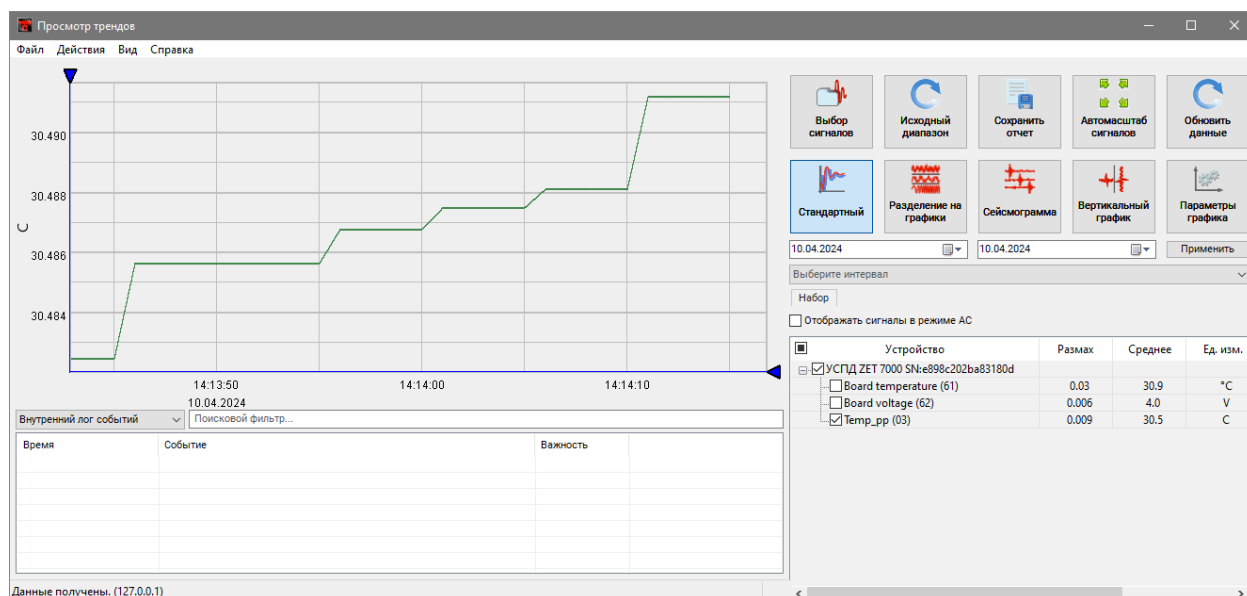 Просмотр трендов
Файл Действия Вид Справка
30.490
30.488
30.486
30.484
C
14:13:50
14:14:00
14:14:10
10.04.2024
Выбор сигналов
Исходный диапазон
Сохранить отчет
Автомасштаб сигналов
Обновить данные
Стандартный
Разделение на графики
Сейсмограмма
Вертикальный график
Параметры графика
10.04.2024
10.04.2024
Применить
Выберите интервал
Набор
Отображать сигналы в режиме AC
Устройство Размах Среднее Ед. изм.
УСПД ZET 7000 SN:e898c202ba83180d
Board temperature (61) 0.03 30.9 °C
Board voltage (62) 0.006 4.0 V
Temp_pp (03) 0.009 30.5 C
Внутренний лог событий
Поисковой фильтр...
Время Событие Важность
Данные получены. (127.0.0.1)